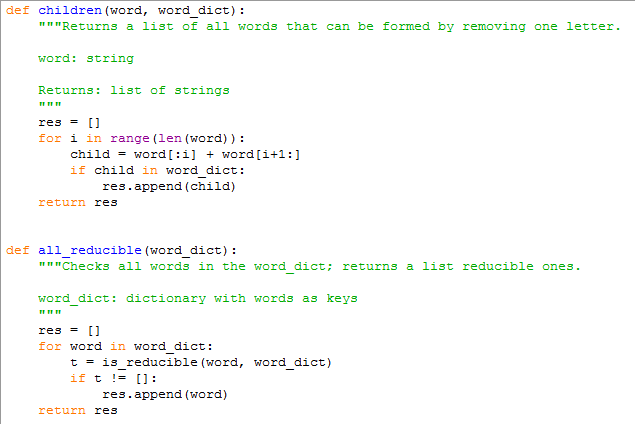 def children(word, word_dict):
    """Returns a list of all words that can be formed by removing one letter.

    word: string

    Returns: list of strings
    """
    res = []
    for i in range(len(word)):
        child = word[:i] + word[i+1:]
        if child in word_dict:
            res.append(child)
    return res


def all_reducible(word_dict):
    """Checks all words in the word_dict; returns a list reducible ones.

    word_dict: dictionary with words as keys
    """
    res = []
    for word in word_dict:
        t = is_reducible(word, word_dict)
        if t != []:
            res.append(word)
    return res